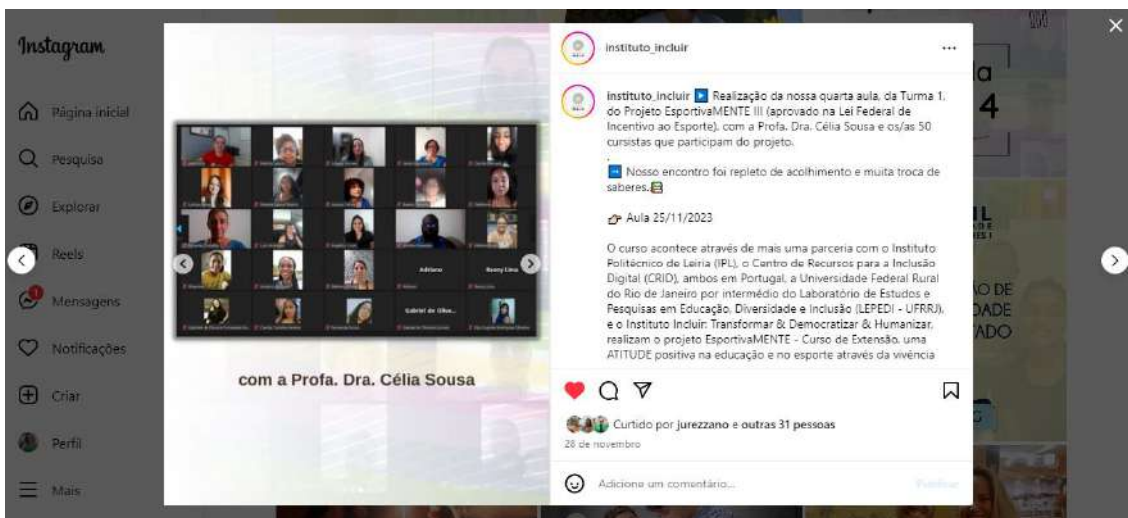 Instagram
Página inicial
Pesquisa
Explorar
Reels
Mensagens
Notificações
Criar
Perfil
Mais
Adriano
Gabriel de Olive...
com a Profa. Dra. Célia Sousa
instituto_incluir
instituto_incluir Realização da nossa quarta aula, da Turma 1,
do Projeto EsportivaMENTE III (aprovado na Lei Federal de
Incentivo ao Esporte), com a Profa. Dra. Célia Sousa e os/as 50
cursistas que participam do projeto.
.
Nosso encontro foi repleto de acolhimento e muita troca de
saberes.
Aula 25/11/2023
O curso acontece através de mais uma parceria com o Instituto
Politécnico de Leiria (IPL), o Centro de Recursos para a Inclusão
Digital (CRID), ambos em Portugal, a Universidade Federal Rural
do Rio de Janeiro por intermédio do Laboratório de Estudos e
Pesquisas em Educação, Diversidade e Inclusão (LEPEDI - UFRRJ),
e o Instituto Incluir: Transformar & Democratizar & Humanizar,
realizam o projeto EsportivaMENTE - Curso de Extensão, uma
ATITUDE positiva na educação e no esporte através da vivência
Curtido por jurezzano e outras 31 pessoas
28 de novembro
Adicione um comentário...
Publicar